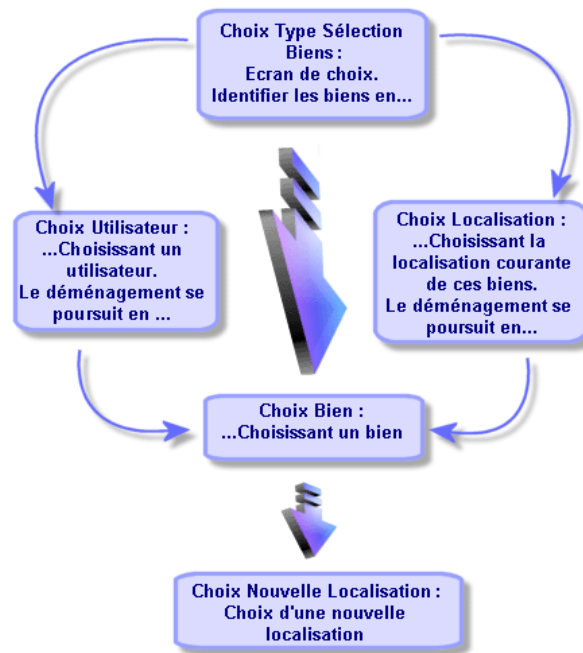 Choix Type Sélection
Biens :
Ecran de choix.
Identifier les biens en...
Choix Utilisateur :
...Choisissant un
utilisateur.
Le déménagement se
poursuit en ...
Choix Localisation :
...Choisissant la
localisation courante
de ces biens.
Le déménagement se
poursuit en...
Choix Bien :
...Choisissant un bien
Choix Nouvelle Localisation :
Choix d'une nouvelle
localisation